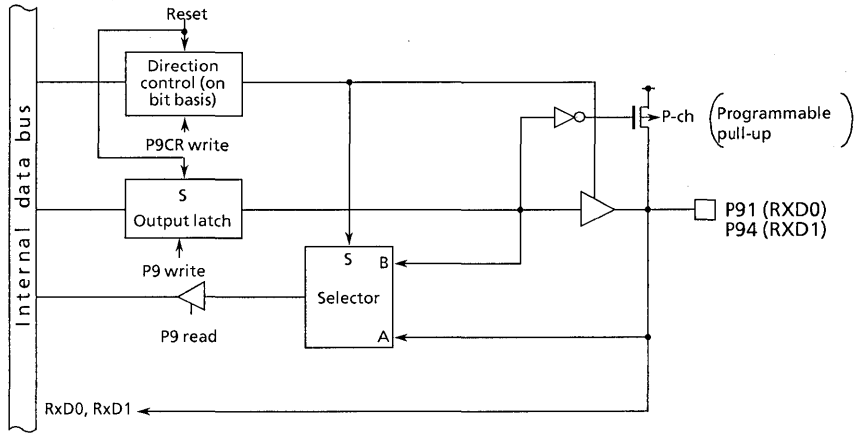 Reset
Direction
control (on
bit basis)
P9CR write
S
Output latch
P9 write
P9 read
S
B
Selector
A
P-ch
(Programmable
pull-up)
P91 (RXD0)
P94 (RXD1)
RxD0, RxD1
Internal data bus